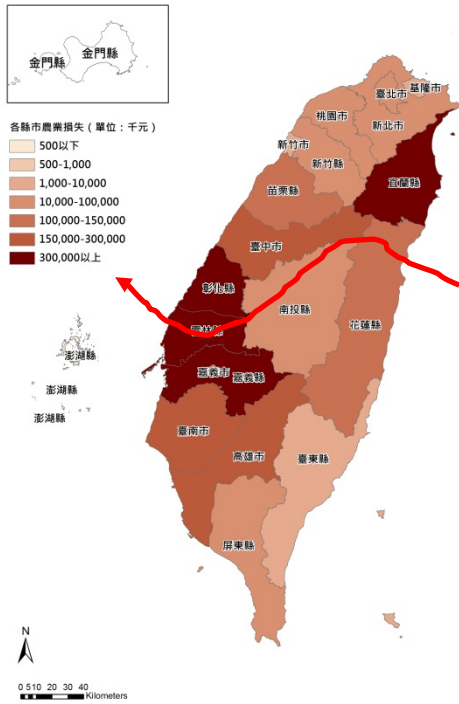 金門縣
金門縣
各縣市農業損失（單位：千元）
500以下
500-1,000
1,000-10,000
10,000-100,000
100,000-150,000
150,000-300,000
300,000以上
基隆市
臺北市
桃園市
新北市
新竹市
新竹縣
宜蘭縣
苗栗縣
臺中市
彰化縣
南投縣
花蓮縣
雲林縣
澎湖縣
嘉義市
嘉義縣
澎湖縣
澎湖縣
臺南市
高雄市
臺東縣
屏東縣
N
0 5 10 20 30 40
Kilometers